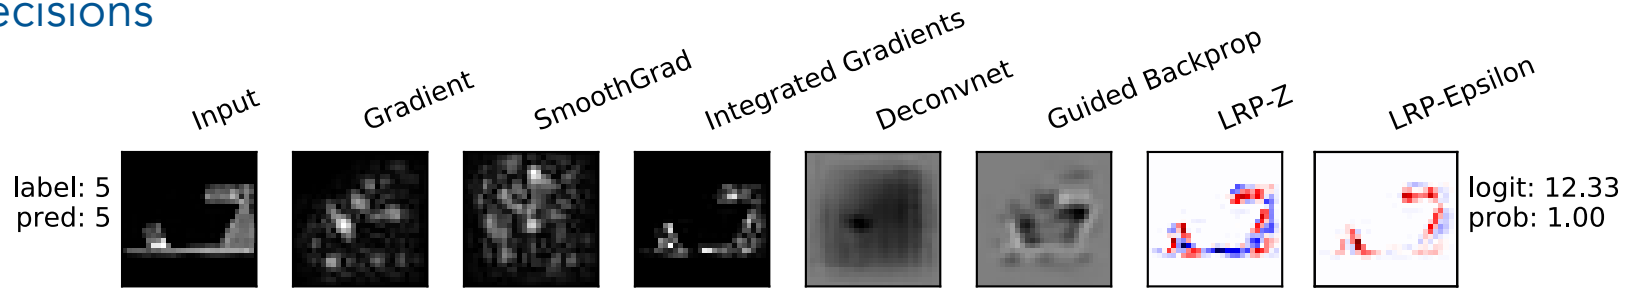 ecisions
Input
Gradient
SmoothGrad
Integrated Gradients
Deconvnet
Guided Backprop
LRP-Z
LRP-Epsilon
label: 5
pred: 5
logit: 12.33
prob: 1.00